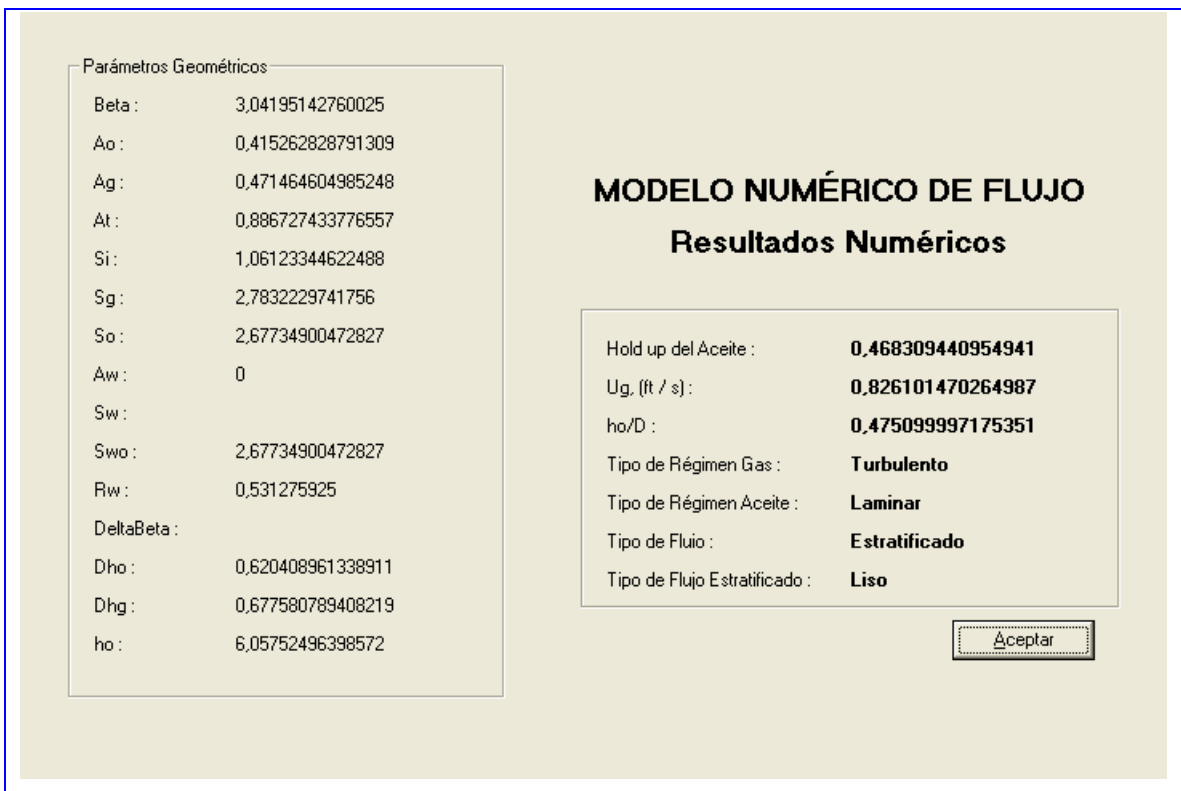 Parámetros Geométricos
Beta : 3,04195142760025
Ao : 0,415262828791309
Ag : 0,471464604985248
At : 0,886727433776557
Si : 1,06123344622488
Sg : 2,7832229741756
So : 2,67734900472827
Aw : 0
Sw :
Swo : 2,67734900472827
Rw : 0,531275925
DeltaBeta :
Dho : 0,620408961338911
Dhg : 0,677580789408219
ho : 6,05752496398572
MODELO NUMÉRICO DE FLUJO
Resultados Numéricos
Hold up del Aceite : 0,468309440954941
Ug, (ft / s) : 0,826101470264987
ho/D : 0,475099997175351
Tipo de Régimen Gas : Turbulento
Tipo de Régimen Aceite : Laminar
Tipo de Fluio : Estratificado
Tipo de Flujo Estratificado : Liso
Aceptar